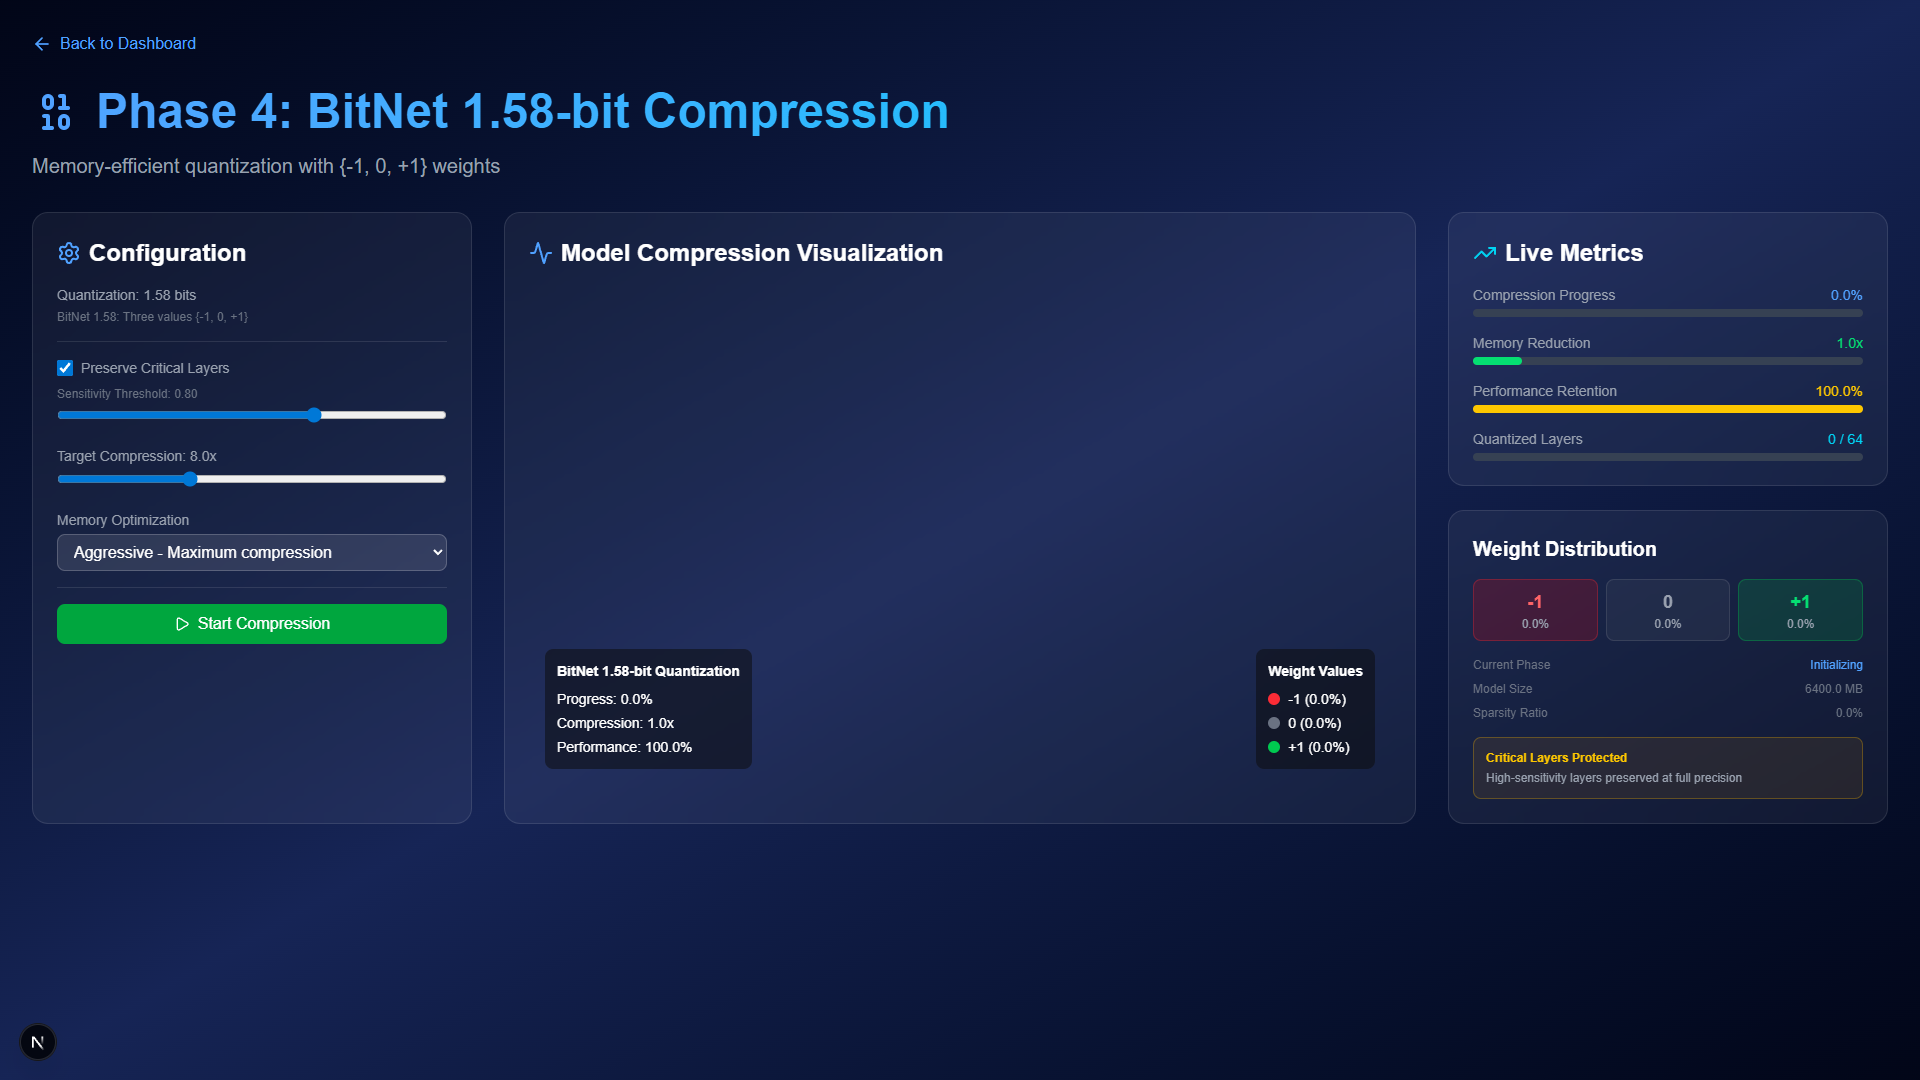 Back to Dashboard
01
10
Phase 4: BitNet 1.58-bit Compression
Memory-efficient quantization with {-1, 0, +1} weights
Configuration
Quantization: 1.58 bits
BitNet 1.58: Three values {-1, 0, +1}
Preserve Critical Layers
Sensitivity Threshold: 0.80
Target Compression: 8.0x
Memory Optimization
Aggressive - Maximum compression
Start Compression
Model Compression Visualization
BitNet 1.58-bit Quantization
Progress: 0.0%
Compression: 1.0x
Performance: 100.0%
Weight Values
-1 (0.0%)
0 (0.0%)
+1 (0.0%)
Live Metrics
Compression Progress 0.0%
Memory Reduction 1.0x
Performance Retention 100.0%
Quantized Layers 0 / 64
Weight Distribution
-1 0 +1
0.0% 0.0% 0.0%
Current Phase Initializing
Model Size 6400.0 MB
Sparsity Ratio 0.0%
Critical Layers Protected
High-sensitivity layers preserved at full precision
N